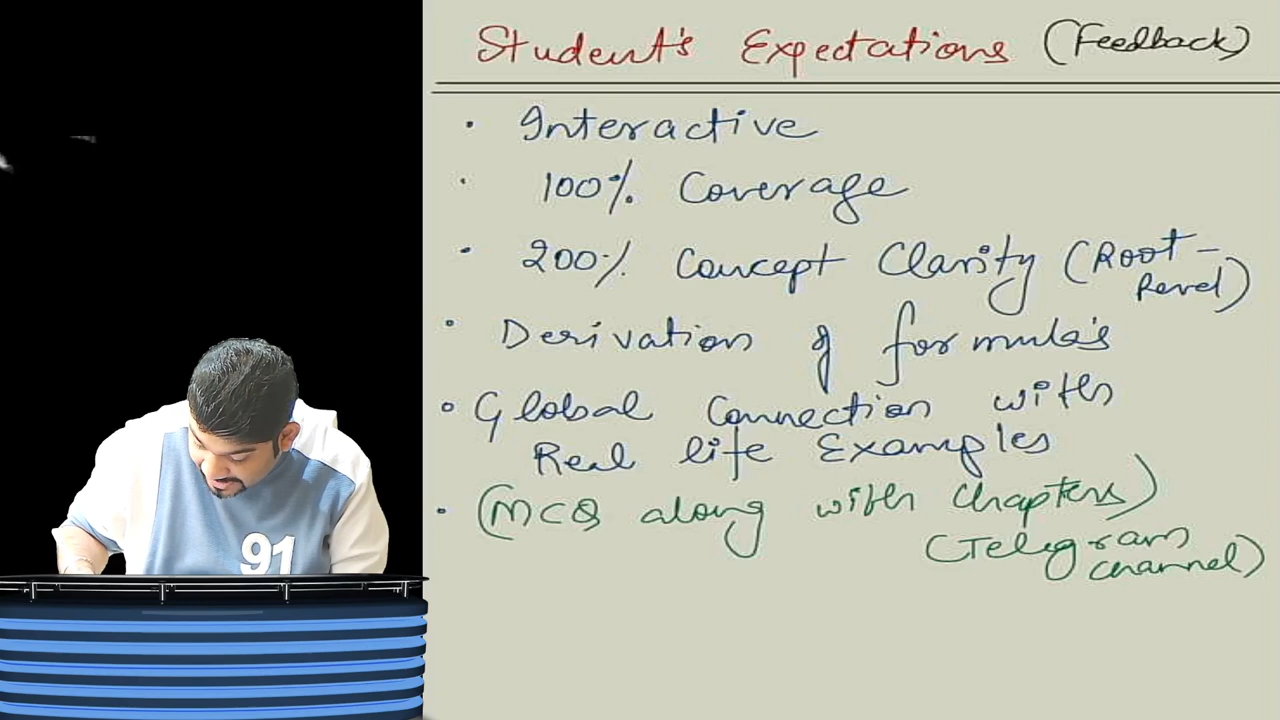 Student's Expectations (Feedback)
• Interactive
• 100% Coverage
• 200% Concept Clarity (Root-
Level)
• Derivation of formula's
• Global Connection with
Real life Examples
• (MCQ along with Chapters)
(Telegram
channel)
91